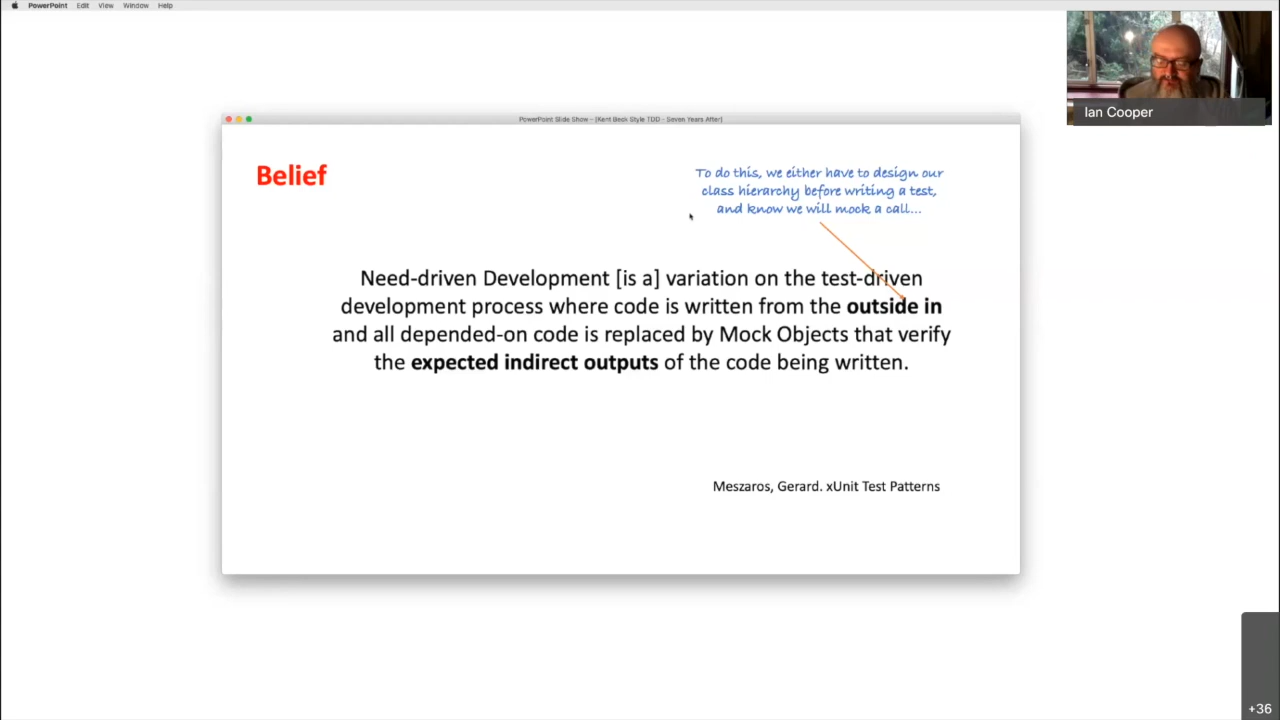 PowerPoint Edit View Window Help
Ian Cooper
PowerPoint Slide Show - [Kent Beck Style TDD - Seven Years After]
Belief
To do this, we either have to design our
class hierarchy before writing a test,
and know we will mock a call...
Need-driven Development [is a] variation on the test-driven
development process where code is written from the outside in
and all depended-on code is replaced by Mock Objects that verify
the expected indirect outputs of the code being written.
Meszaros, Gerard. xUnit Test Patterns
+36